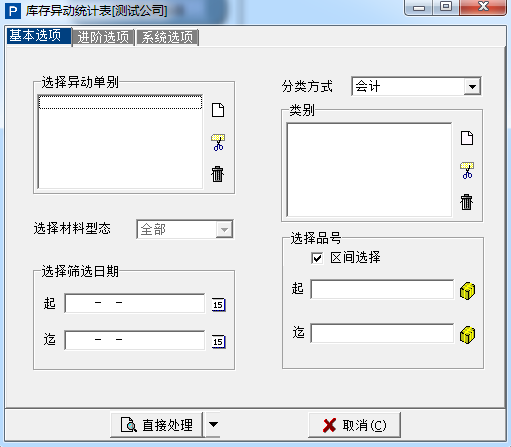 P 库存异动统计表[测试公司]
基本选项 进阶选项 系统选项
选择异动单别
分类方式 会计
类别
选择材料型态 全部
选择品号
区间选择
起
迄
选择筛选日期
起 - - 15
迄 - - 15
直接处理 取消(C)